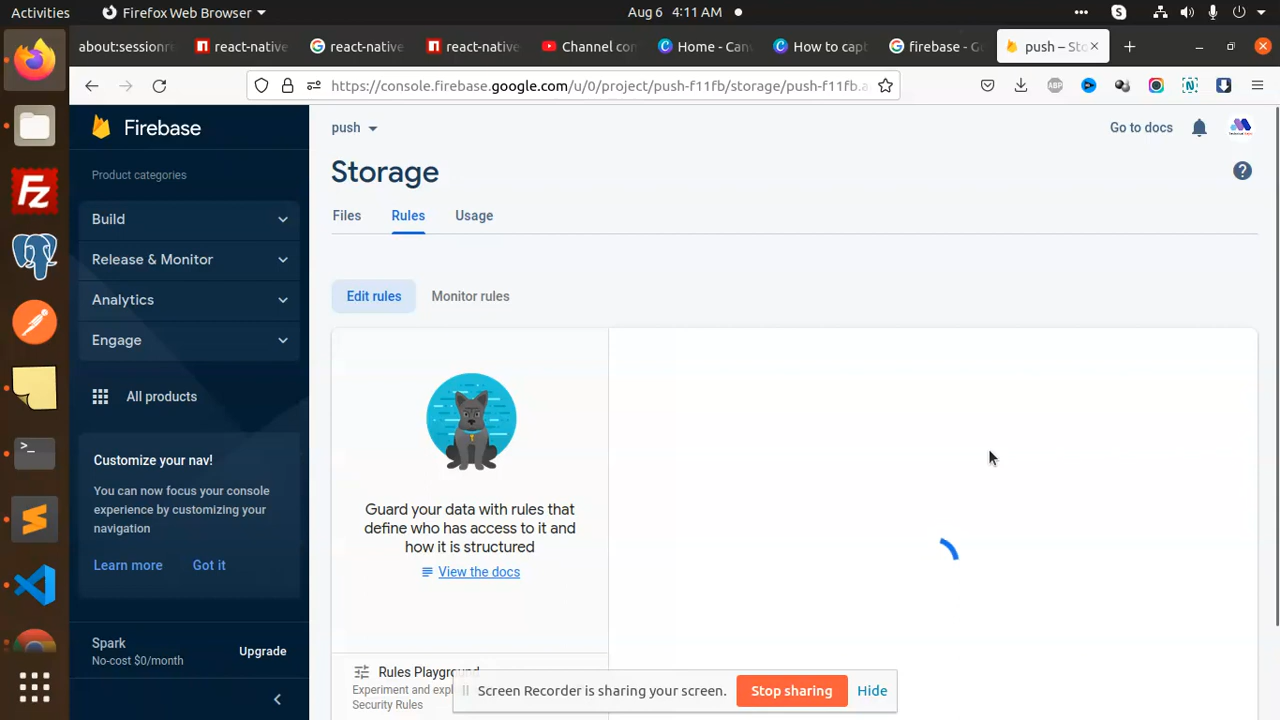 Activities
Firefox Web Browser
Aug 6 4:11 AM
about:sessionre
react-native
react-native
react-native
Channel con
Home - Can
How to capt
firebase - Go
push – Sto
https://console.firebase.google.com/u/0/project/push-f11fb/storage/push-f11fb.a
ABP
N
Firebase
push
Go to docs
Product categories
Storage
Build
Files
Rules
Usage
Release & Monitor
Analytics
Edit rules
Monitor rules
Engage
All products
Customize your nav!
You can now focus your console
experience by customizing your
navigation
Learn more
Got it
Guard your data with rules that
define who has access to it and
how it is structured
View the docs
Spark
No-cost $0/month
Upgrade
Rules Playground
Experiment and expl
Security Rules
Screen Recorder is sharing your screen.
Stop sharing
Hide